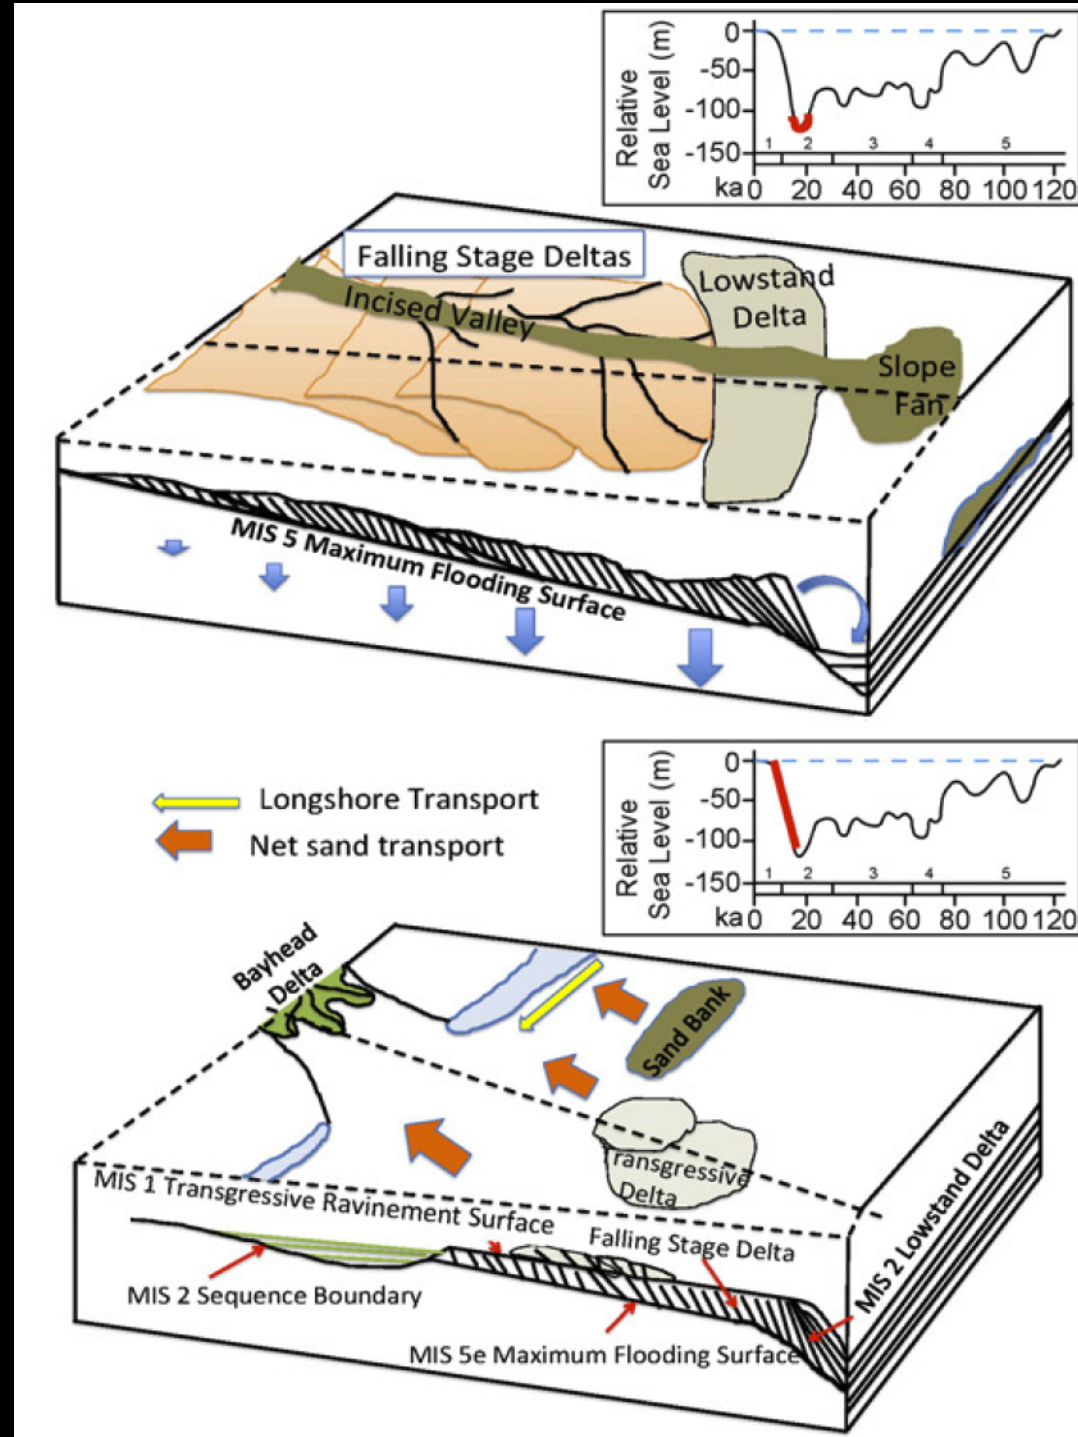 Relative
Sea Level (m)
0
-50
-100
-150
1 2 3 4 5
ka 0 20 40 60 80 100 120
Falling Stage Deltas
Lowstand
Delta
Incised Valley
Slope
Fan
MIS 5 Maximum Flooding Surface
Relative
Sea Level (m)
0
-50
-100
-150
1 2 3 4 5
ka 0 20 40 60 80 100 120
Longshore Transport
Net sand transport
Bayhead
Delta
Sand Bank
Transgressive
Delta
MIS 1 Transgressive Ravinement Surface
Falling Stage Delta
MIS 2 Lowstand Delta
MIS 2 Sequence Boundary
MIS 5e Maximum Flooding Surface